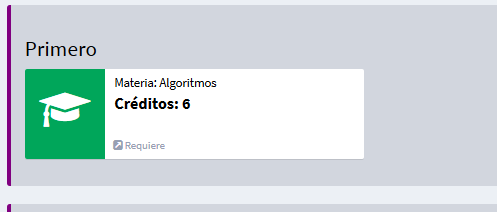 Primero
Materia: Algoritmos
Créditos: 6
Requiere